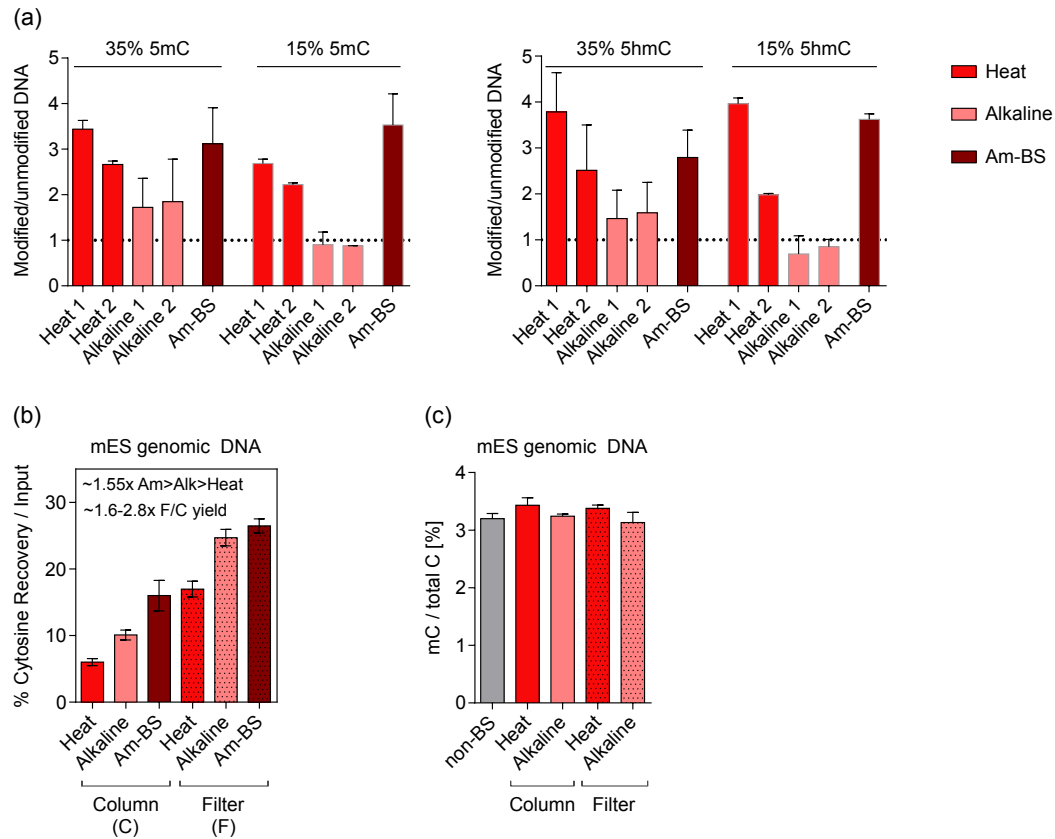 (a)
35% 5mC
15% 5mC
Modified/unmodified DNA
5
4
3
2
1
0
Heat 1
Heat 2
Alkaline 1
Alkaline 2
Am-BS
Heat 1
Heat 2
Alkaline 1
Alkaline 2
Am-BS
35% 5hmC
15% 5hmC
Modified/unmodified DNA
5
4
3
2
1
0
Heat 1
Heat 2
Alkaline 1
Alkaline 2
Am-BS
Heat 1
Heat 2
Alkaline 1
Alkaline 2
Am-BS
Heat
Alkaline
Am-BS
(b)
mES genomic DNA
~1.55x Am>Alk>Heat
~1.6-2.8x F/C yield
% Cytosine Recovery / Input
30
20
10
0
Heat
Alkaline
Am-BS
Heat
Alkaline
Am-BS
Column
(C)
Filter
(F)
(c)
mES genomic DNA
mC / total C [%]
4
3
2
1
0
non-BS
Heat
Alkaline
Heat
Alkaline
Column
Filter